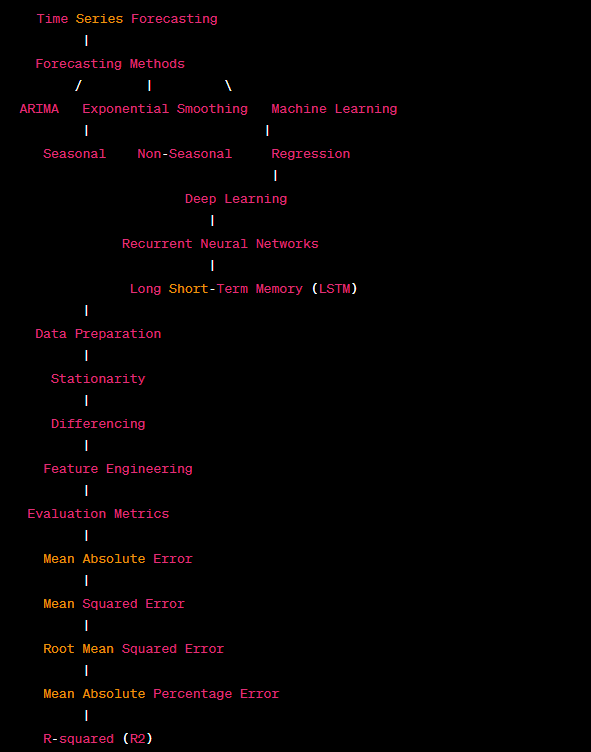 Time Series Forecasting
|
Forecasting Methods
/ | \
ARIMA Exponential Smoothing Machine Learning
| |
Seasonal Non-Seasonal Regression
|
Deep Learning
|
Recurrent Neural Networks
|
Long Short-Term Memory (LSTM)
|
Data Preparation
|
Stationarity
|
Differencing
|
Feature Engineering
|
Evaluation Metrics
|
Mean Absolute Error
|
Mean Squared Error
|
Root Mean Squared Error
|
Mean Absolute Percentage Error
|
R-squared (R2)